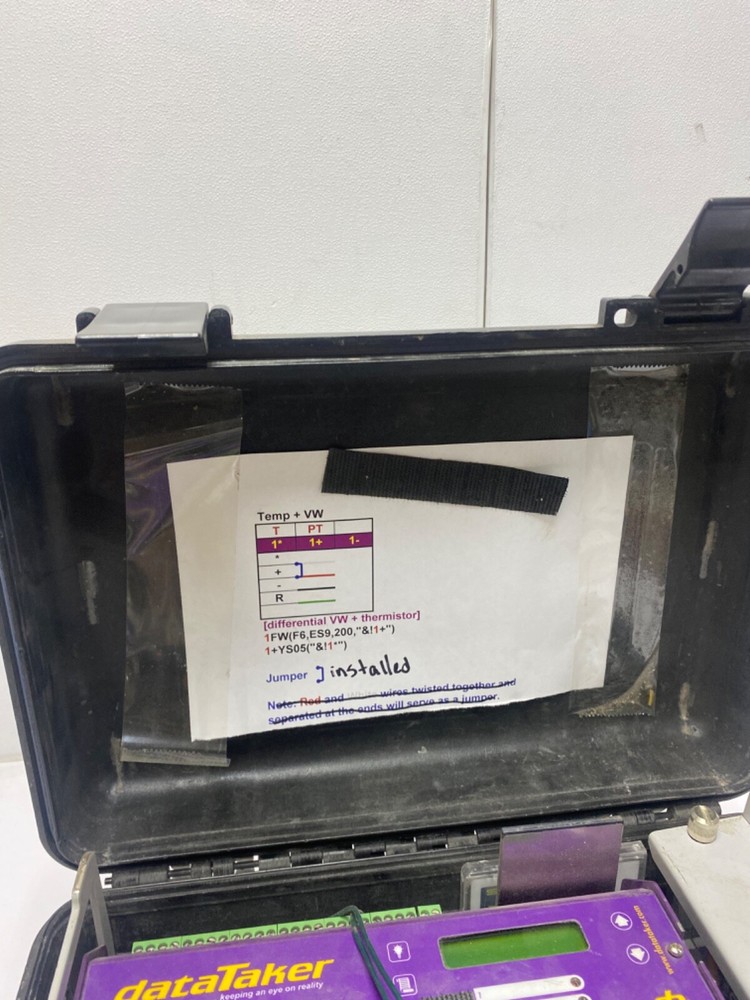 Temp + VW
T PT
1* 1+ 1-
*
+
-
R
[differential VW + thermistor]
1FW(F6,ES9,200,"&!1+")
1+YS05("&!1*")
Jumper ] installed
Note: Red and White wires twisted together and
separated at the ends will serve as a jumper.
dataTaker
keeping an eye on reality